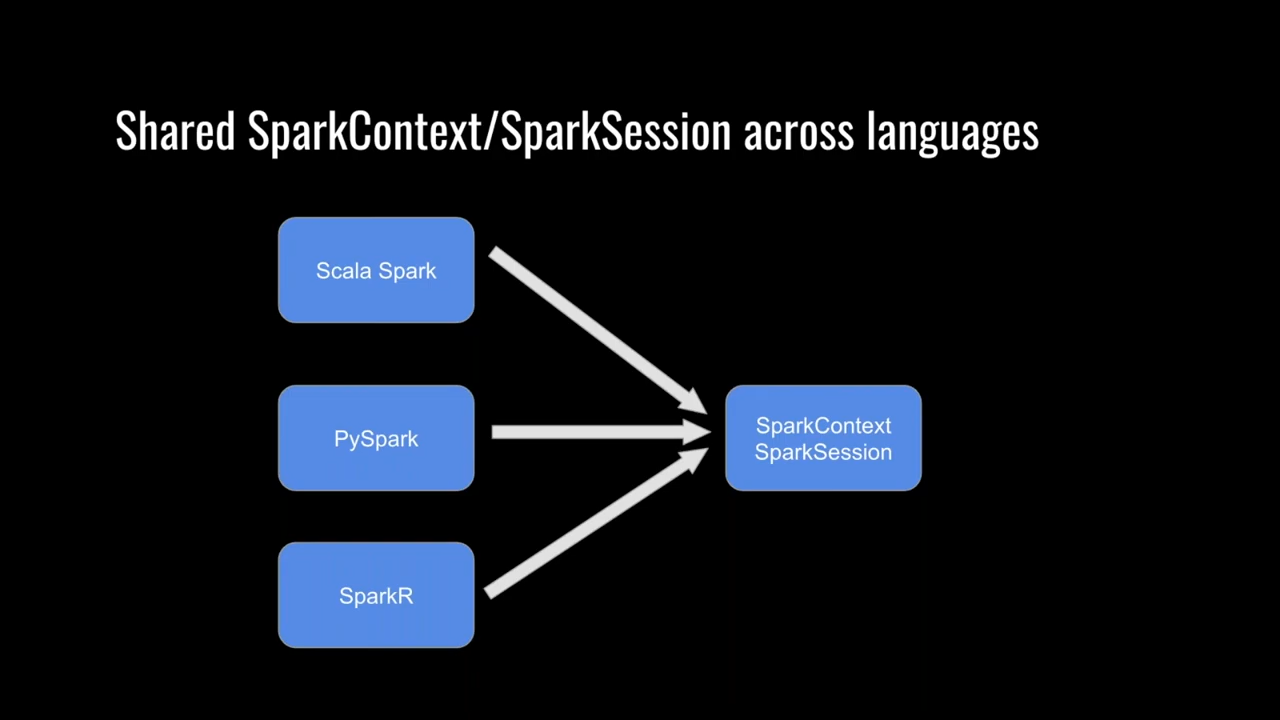 Shared SparkContext/SparkSession across languages
Scala Spark
PySpark
SparkR
SparkContext
SparkSession